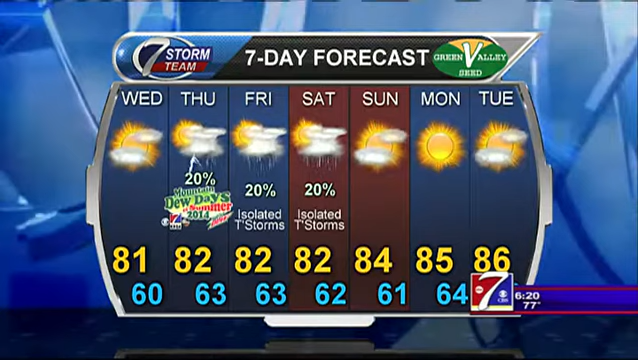 7 STORM TEAM
7-DAY FORECAST
GREEN VALLEY SEED
WED THU FRI SAT SUN MON TUE
20% 20% 20%
Mountain
Dew Days
of Summer
2014
Isolated T'Storms Isolated T'Storms
81 82 82 82 84 85 86
60 63 63 62 61 64
7 CBS
6:20
77°